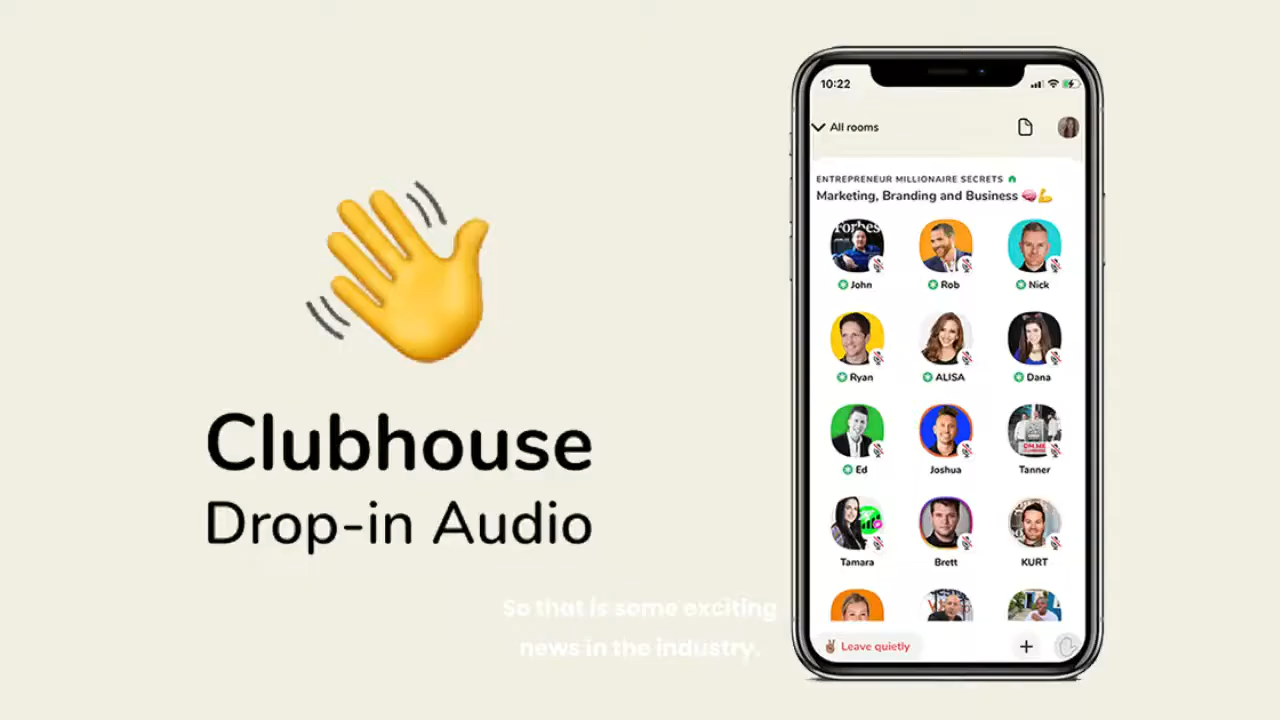 Clubhouse
Drop-in Audio
So that is some exciting
news in the industry.
10:22
All rooms
ENTREPRENEUR MILLIONAIRE SECRETS
Marketing, Branding and Business
Forbes
John
Rob
Nick
Ryan
ALISA
Dana
Ed
Joshua
Tanner
Tamara
Brett
KURT
Leave quietly